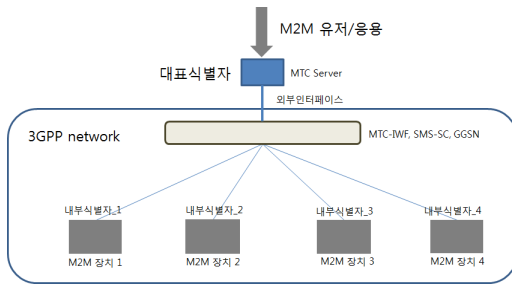 M2M 유저/응용
대표식별자
MTC Server
외부인터페이스
3GPP network
MTC-IWF, SMS-SC, GGSN
내부식별자_1
내부식별자_2
내부식별자_3
내부식별자_4
M2M 장치 1
M2M 장치 2
M2M 장치 3
M2M 장치 4